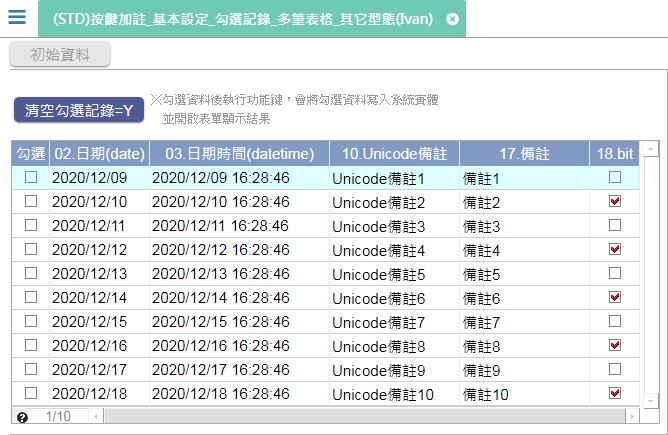 (STD)按鍵加註_基本設定_勾選記錄_多筆表格_其它型態(Ivan)
初始資料
清空勾選記錄=Y
※勾選資料後執行功能鍵，會將勾選資料寫入系統實體
並開啟表單顯示結果
勾選 02.日期(date) 03.日期時間(datetime) 10.Unicode備註 17.備註 18.bit
2020/12/09 2020/12/09 16:28:46 Unicode備註1 備註1
2020/12/10 2020/12/10 16:28:46 Unicode備註2 備註2
2020/12/11 2020/12/11 16:28:46 Unicode備註3 備註3
2020/12/12 2020/12/12 16:28:46 Unicode備註4 備註4
2020/12/13 2020/12/13 16:28:46 Unicode備註5 備註5
2020/12/14 2020/12/14 16:28:46 Unicode備註6 備註6
2020/12/15 2020/12/15 16:28:46 Unicode備註7 備註7
2020/12/16 2020/12/16 16:28:46 Unicode備註8 備註8
2020/12/17 2020/12/17 16:28:46 Unicode備註9 備註9
2020/12/18 2020/12/18 16:28:46 Unicode備註10 備註10
1/10